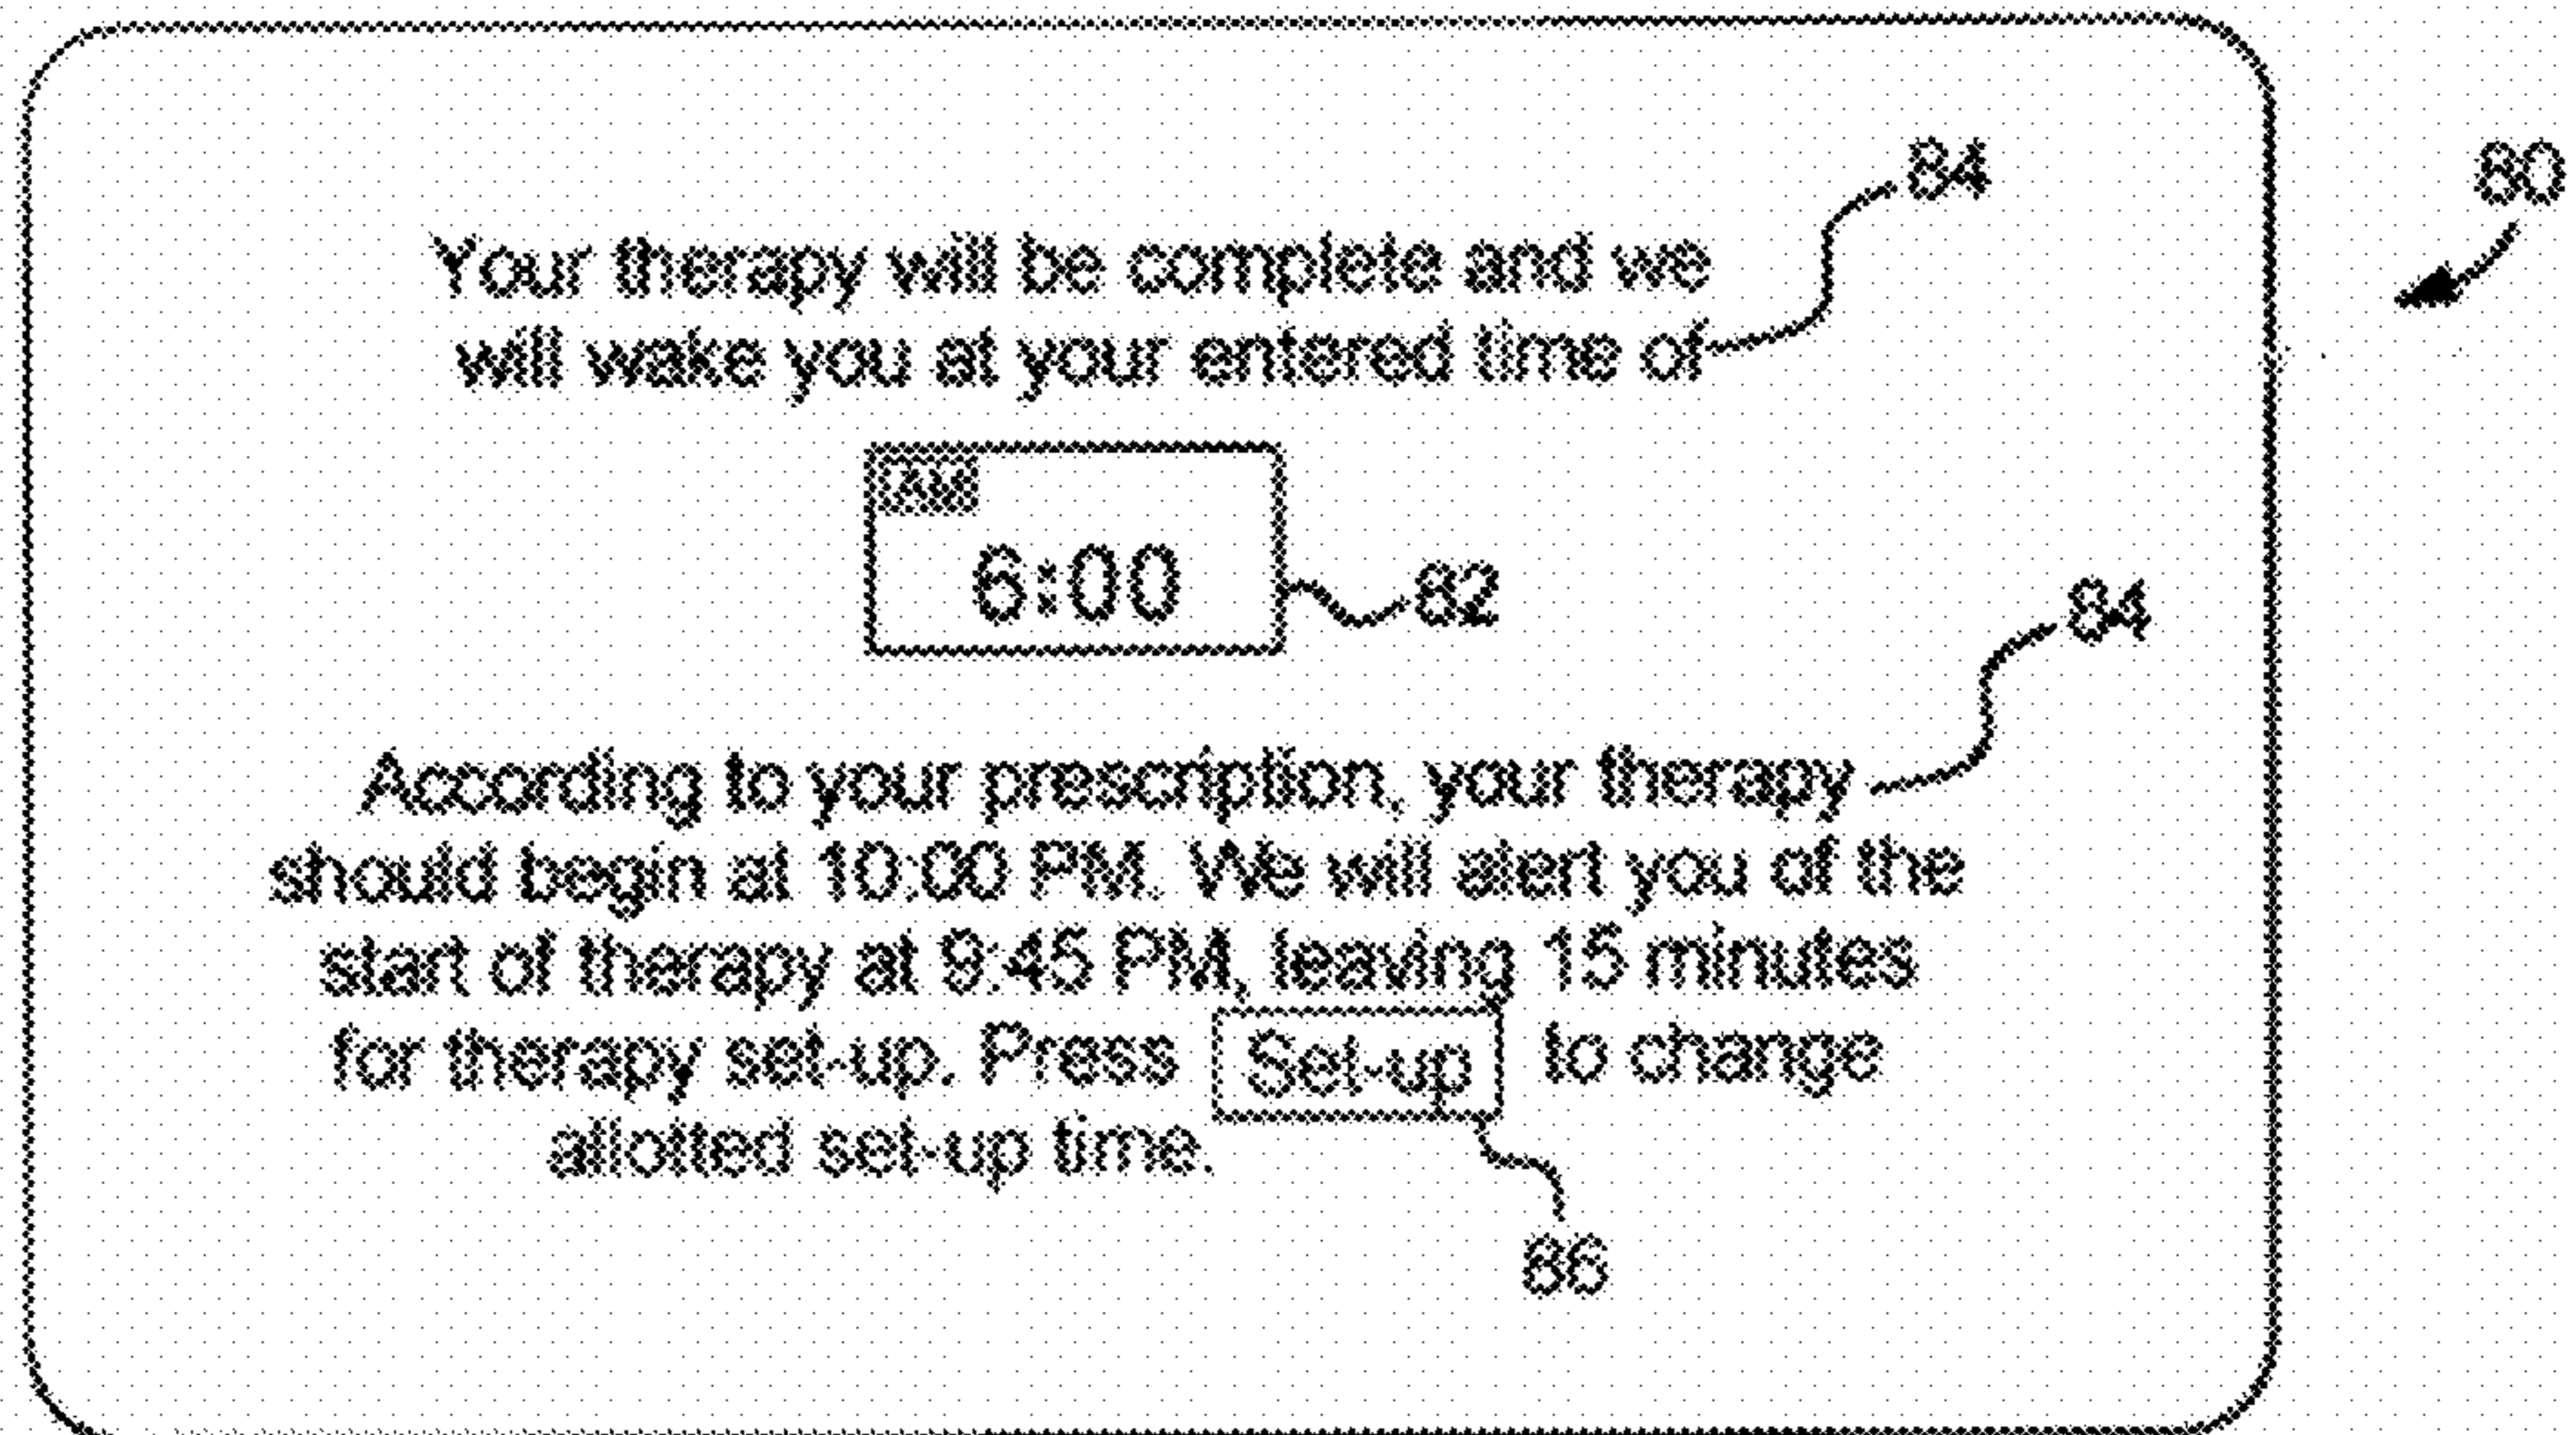 84
80
Your therapy will be complete and we
will wake you at your entered time of
AM
6:00
82
84
According to your prescription, your therapy
should begin at 10:00 PM. We will alert you of the
start of therapy at 9:45 PM, leaving 15 minutes
for therapy set-up. Press Set-up to change
allotted set-up time.
86